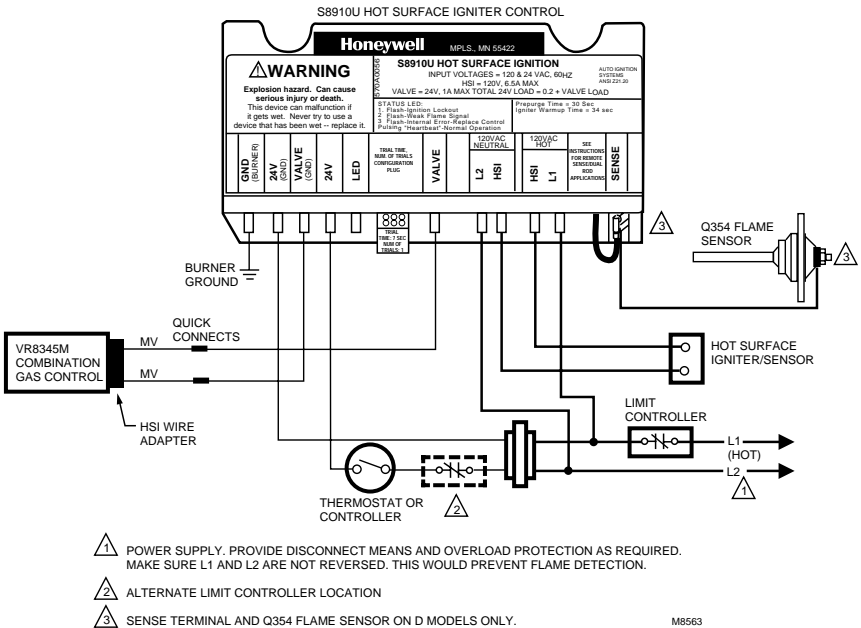 S8910U HOT SURFACE IGNITER CONTROL
Honeywell MPLS., MN 55422
WARNING
Explosion hazard. Can cause
serious injury or death.
This device can malfunction if
it gets wet. Never try to use a
device that has been wet -- replace it.
570A0056
S8910U HOT SURFACE IGNITION
INPUT VOLTAGES = 120 & 24 VAC, 60HZ
HSI = 120V, 6.5A MAX
VALVE = 24V, 1A MAX TOTAL 24V LOAD = 0.2 + VALVE LOAD
AUTO IGNITION
SYSTEMS
ANSI Z21.20
STATUS LED:
1. Flash-Ignition Lockout
2 Flash-Weak Flame Signal
3 Flash-Internal Error-Replace Control
Pulsing "Heartbeat"-Normal Operation
Prepurge Time = 30 Sec
Igniter Warmup Time = 34 sec
GND
(BURNER)
24V
(GND)
VALVE
(GND)
24V
LED
TRIAL TIME,
NUM. OF TRIALS
CONFIGURATION
PLUG
VALVE
120VAC
NEUTRAL
L2
HSI
120VAC
HOT
HSI
L1
SEE
INSTRUCTIONS
FOR REMOTE
SENSE/DUAL
ROD
APPLICATIONS
SENSE
TRIAL
TIME: 7 SEC
NUM OF
TRIALS: 1
3
Q354 FLAME
SENSOR
3
BURNER
GROUND
QUICK
CONNECTS
VR8345M
COMBINATION
GAS CONTROL
MV
MV
HSI WIRE
ADAPTER
HOT SURFACE
IGNITER/SENSOR
LIMIT
CONTROLLER
L1
(HOT)
L2
1
THERMOSTAT OR
CONTROLLER
2
1 POWER SUPPLY. PROVIDE DISCONNECT MEANS AND OVERLOAD PROTECTION AS REQUIRED.
MAKE SURE L1 AND L2 ARE NOT REVERSED. THIS WOULD PREVENT FLAME DETECTION.
2 ALTERNATE LIMIT CONTROLLER LOCATION
3 SENSE TERMINAL AND Q354 FLAME SENSOR ON D MODELS ONLY.
M8563